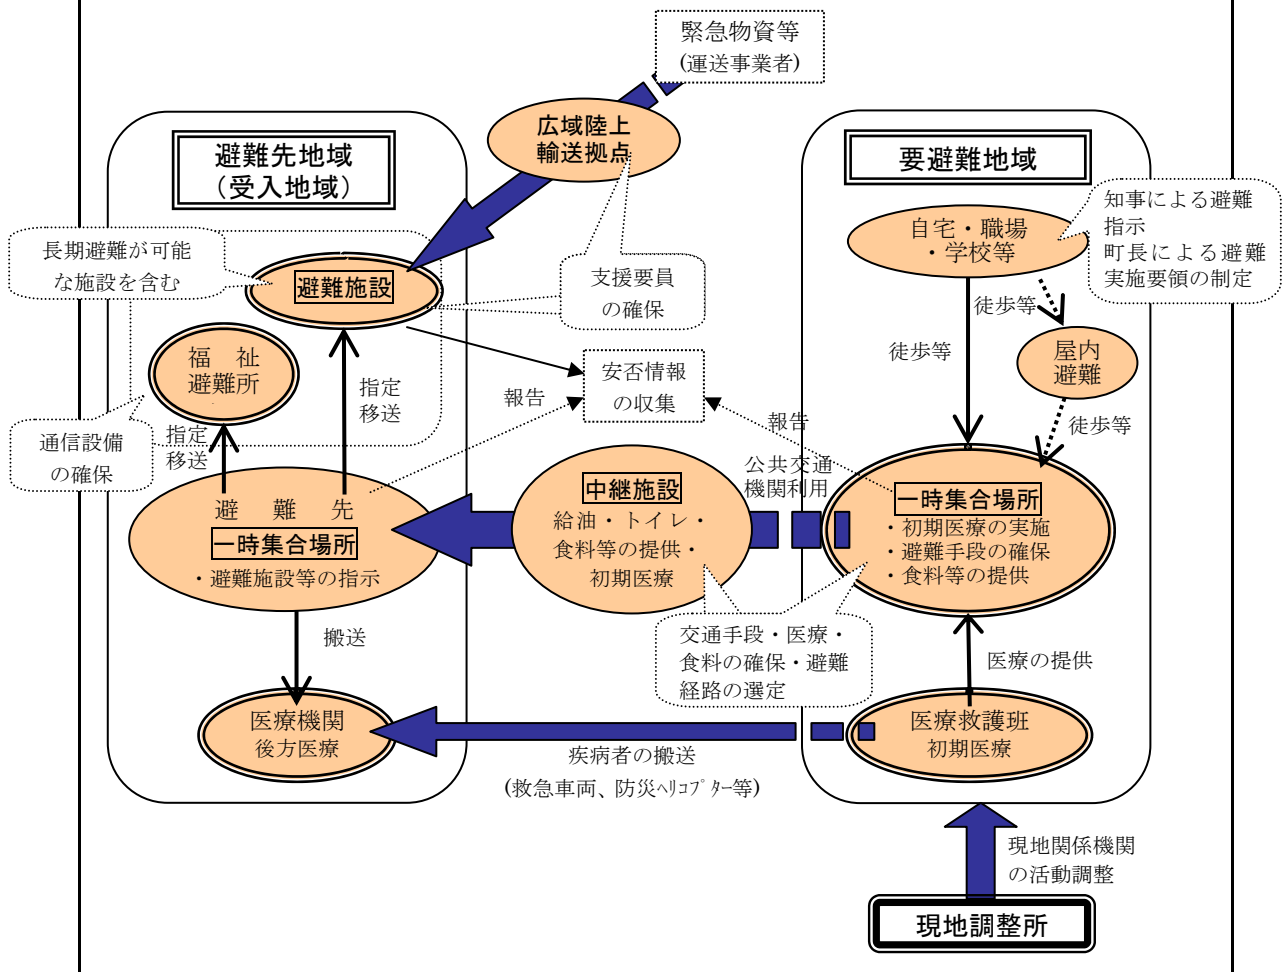 緊急物資等
(運送事業者)
広域陸上
輸送拠点
避難先地域
（受入地域）
要避難地域
知事による避難
指示
町長による避難
実施要領の制定
自宅・職場
・学校等
長期避難が可能
な施設を含む
避難施設
支援要員
の確保
徒歩等
徒歩等
屋内
避難
福　祉
避難所
指定
移送
安否情報
の収集
報告
報告
徒歩等
通信設備
の確保
指定
移送
公共交通
機関利用
中継施設
給油・トイレ・
食料等の提供・
初期医療
一時集合場所
・初期医療の実施
・避難手段の確保
・食料等の提供
避　難　先
一時集合場所
・避難施設等の指示
搬送
交通手段・医療・
食料の確保・避難
経路の選定
医療の提供
医療機関
後方医療
医療救護班
初期医療
疾病者の搬送
(救急車両、防災ﾍﾘｺﾌﾟﾀｰ等)
現地関係機関
の活動調整
現地調整所